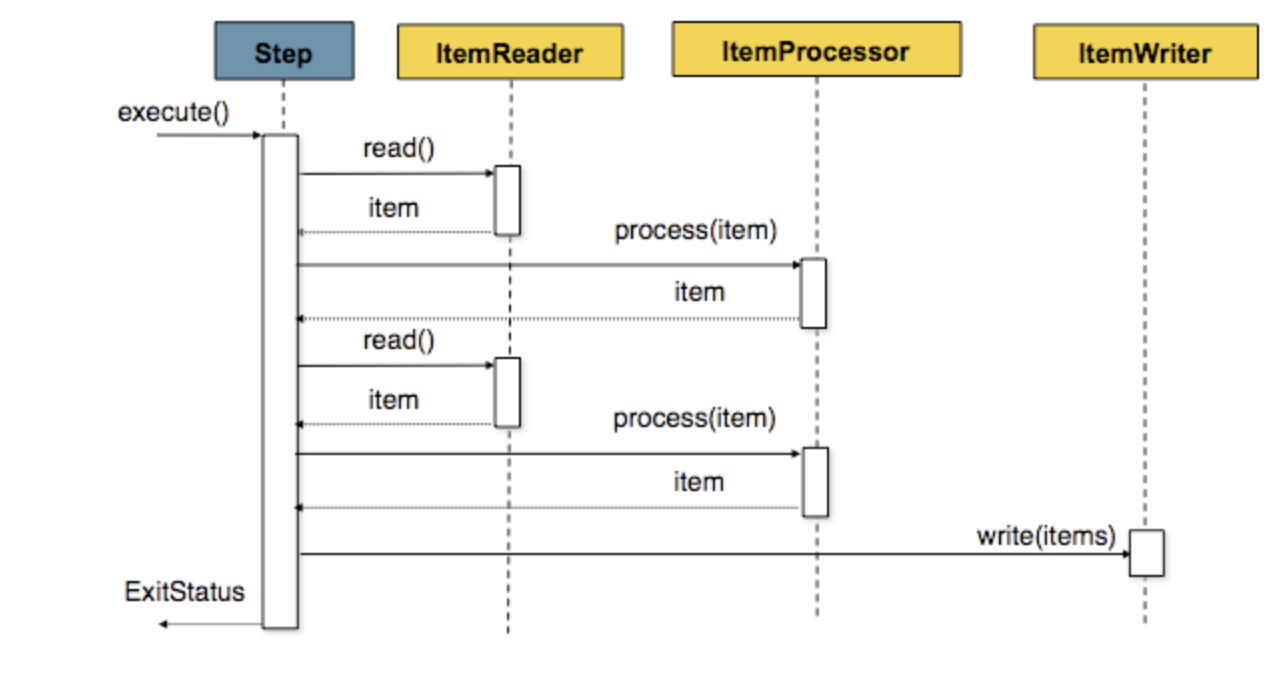 Step
ItemReader
ItemProcessor
ItemWriter
execute()
read()
item
process(item)
item
read()
item
process(item)
item
write(items)
ExitStatus